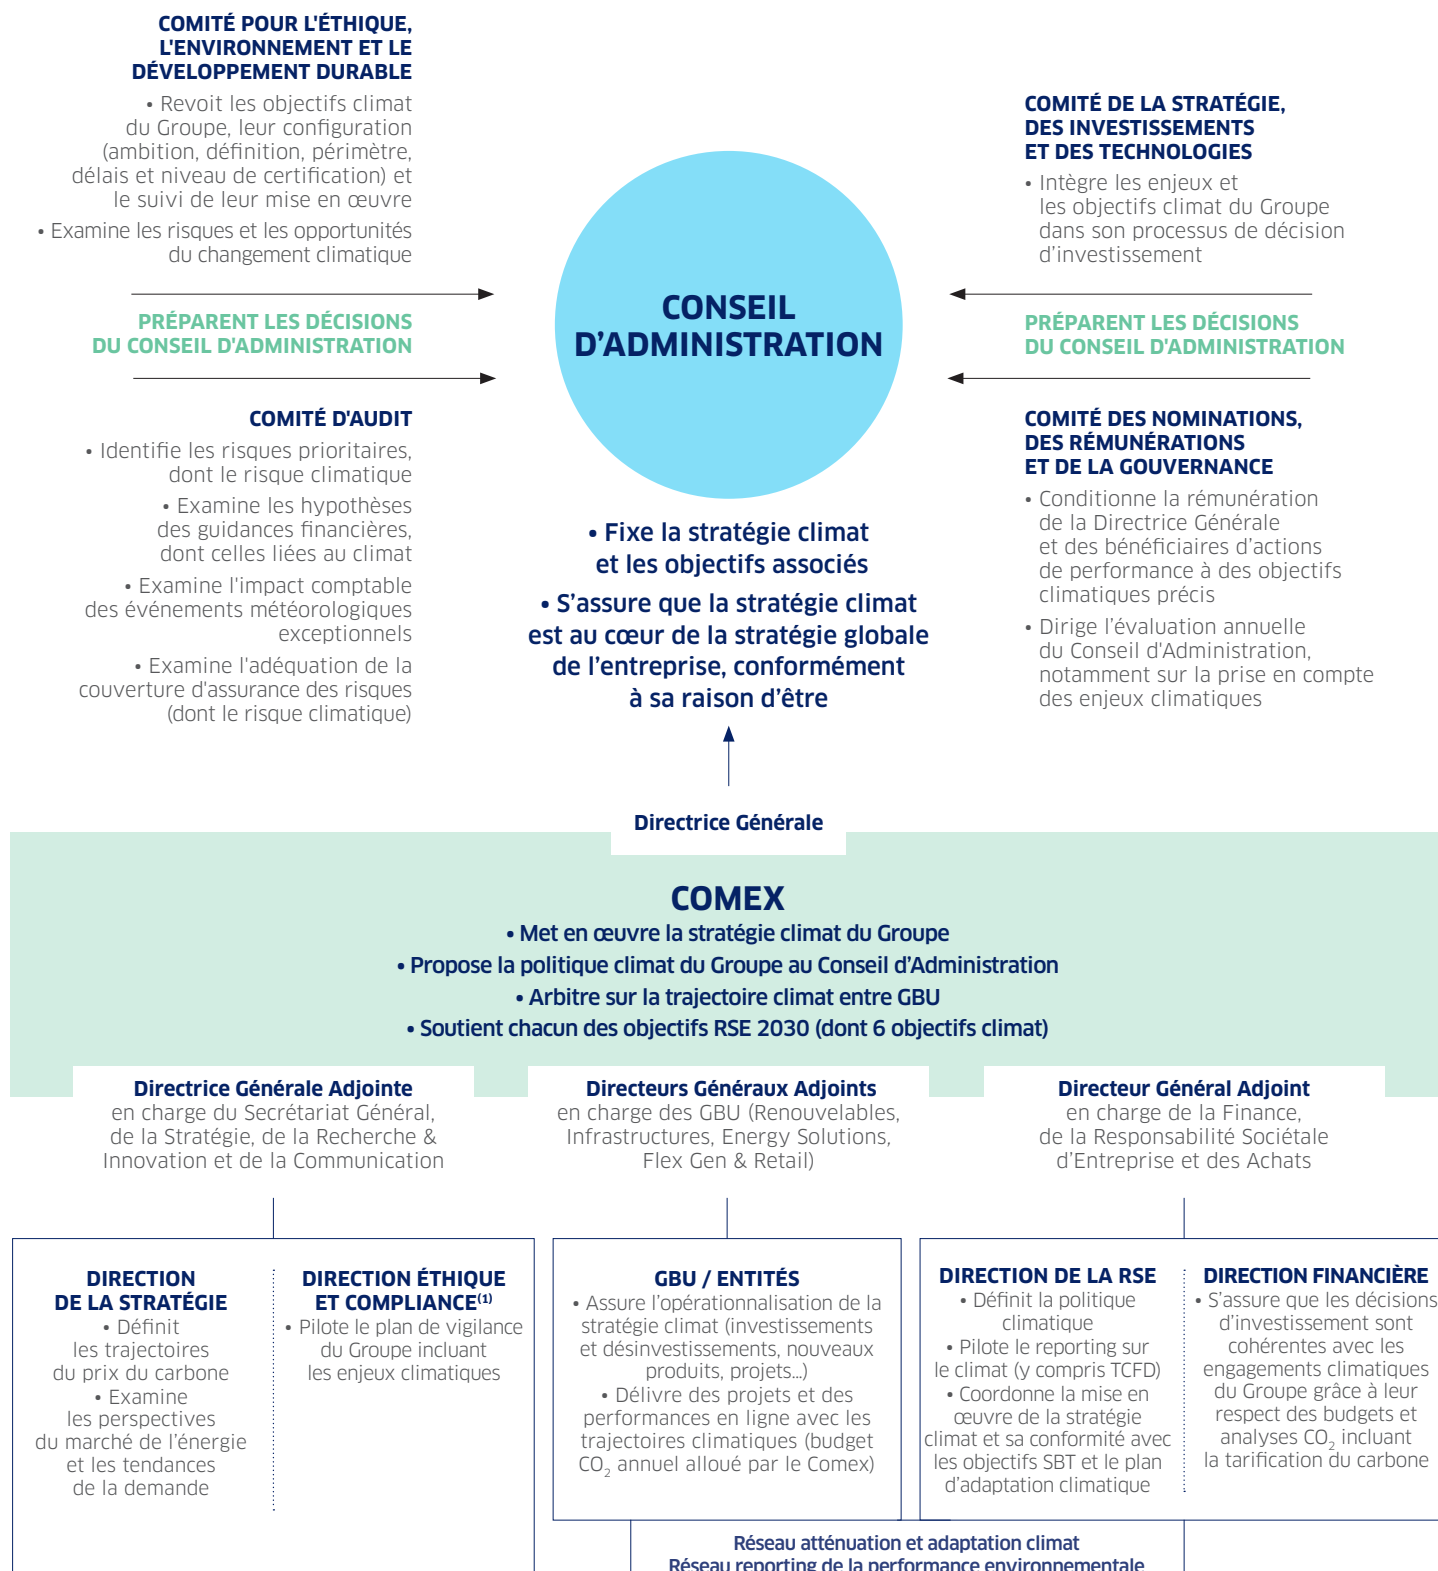 COMITÉ POUR L'ÉTHIQUE,
L'ENVIRONNEMENT ET LE
DÉVELOPPEMENT DURABLE
• Revoit les objectifs climat
du Groupe, leur configuration
(ambition, définition, périmètre,
délais et niveau de certification) et
le suivi de leur mise en œuvre
• Examine les risques et les opportunités
du changement climatique
PRÉPARENT LES DÉCISIONS
DU CONSEIL D'ADMINISTRATION
COMITÉ D'AUDIT
• Identifie les risques prioritaires,
dont le risque climatique
• Examine les hypothèses
des guidances financières,
dont celles liées au climat
• Examine l'impact comptable
des événements météorologiques
exceptionnels
• Examine l'adéquation de la
couverture d'assurance des risques
(dont le risque climatique)
CONSEIL
D’ADMINISTRATION
• Fixe la stratégie climat
et les objectifs associés
• S’assure que la stratégie climat
est au cœur de la stratégie globale
de l’entreprise, conformément
à sa raison d’être
COMITÉ DE LA STRATÉGIE,
DES INVESTISSEMENTS
ET DES TECHNOLOGIES
• Intègre les enjeux et
les objectifs climat du Groupe
dans son processus de décision
d’investissement
PRÉPARENT LES DÉCISIONS
DU CONSEIL D'ADMINISTRATION
COMITÉ DES NOMINATIONS,
DES RÉMUNÉRATIONS
ET DE LA GOUVERNANCE
• Conditionne la rémunération
de la Directrice Générale
et des bénéficiaires d’actions
de performance à des objectifs
climatiques précis
• Dirige l’évaluation annuelle
du Conseil d'Administration,
notamment sur la prise en compte
des enjeux climatiques
Directrice Générale
COMEX
• Met en œuvre la stratégie climat du Groupe
• Propose la politique climat du Groupe au Conseil d’Administration
• Arbitre sur la trajectoire climat entre GBU
• Soutient chacun des objectifs RSE 2030 (dont 6 objectifs climat)
Directrice Générale Adjointe
en charge du Secrétariat Général,
de la Stratégie, de la Recherche &
Innovation et de la Communication
Directeurs Généraux Adjoints
en charge des GBU (Renouvelables,
Infrastructures, Energy Solutions,
Flex Gen & Retail)
Directeur Général Adjoint
en charge de la Finance,
de la Responsabilité Sociétale
d’Entreprise et des Achats
DIRECTION
DE LA STRATÉGIE
• Définit
les trajectoires
du prix du carbone
• Examine
les perspectives
du marché de l’énergie
et les tendances
de la demande
DIRECTION ÉTHIQUE
ET COMPLIANCE(1)
• Pilote le plan de vigilance
du Groupe incluant
les enjeux climatiques
GBU / ENTITÉS
• Assure l’opérationnalisation de la
stratégie climat (investissements
et désinvestissements, nouveaux
produits, projets...)
• Délivre des projets et des
performances en ligne avec les
trajectoires climatiques (budget
CO2 annuel alloué par le Comex)
DIRECTION DE LA RSE
• Définit la politique
climatique
• Pilote le reporting sur
le climat (y compris TCFD)
• Coordonne la mise en
œuvre de la stratégie
climat et sa conformité avec
les objectifs SBT et le plan
d’adaptation climatique
DIRECTION FINANCIÈRE
• S’assure que les décisions
d’investissement sont
cohérentes avec les
engagements climatiques
du Groupe grâce à leur
respect des budgets et
analyses CO2 incluant
la tarification du carbone
Réseau atténuation et adaptation climat
Réseau reporting de la performance environnementale